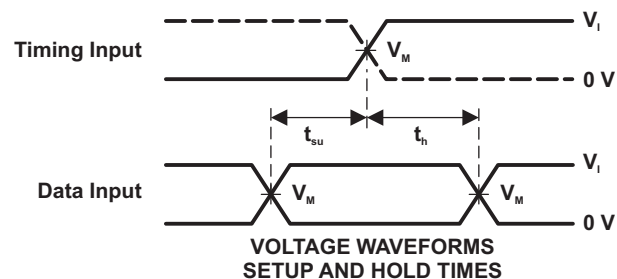 V_I
Timing Input
V_M
0 V
t_su
t_h
V_I
Data Input
V_M
V_M
0 V
VOLTAGE WAVEFORMS
SETUP AND HOLD TIMES